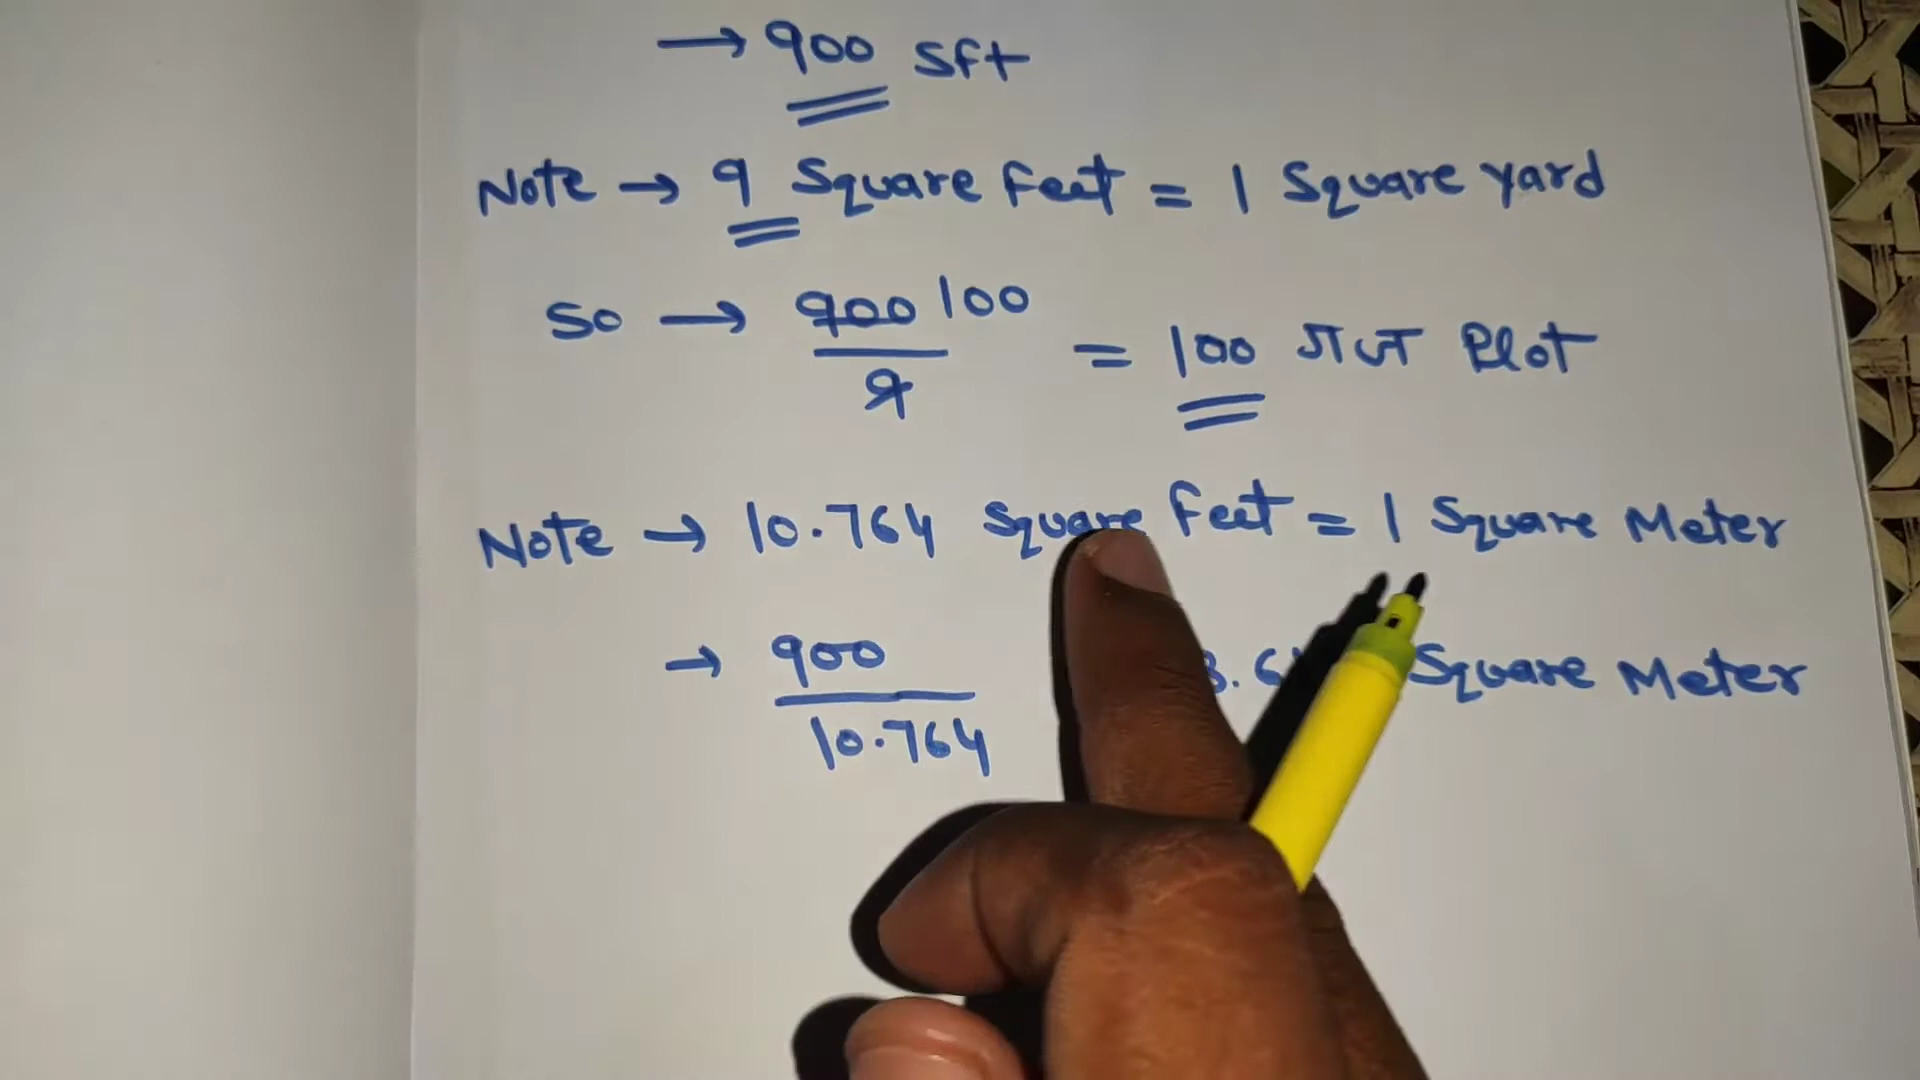 → 900 Sft
Note → 9 Square Feet = 1 Square yard
So → 900 100
9
= 100 गज Plot
Note → 10.764 Square Feet = 1 Square Meter
→ 900
10.764
Square Meter